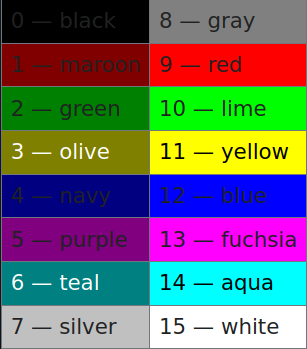 0 — black
8 — gray
1 — maroon
9 — red
2 — green
10 — lime
3 — olive
11 — yellow
4 — navy
12 — blue
5 — purple
13 — fuchsia
6 — teal
14 — aqua
7 — silver
15 — white